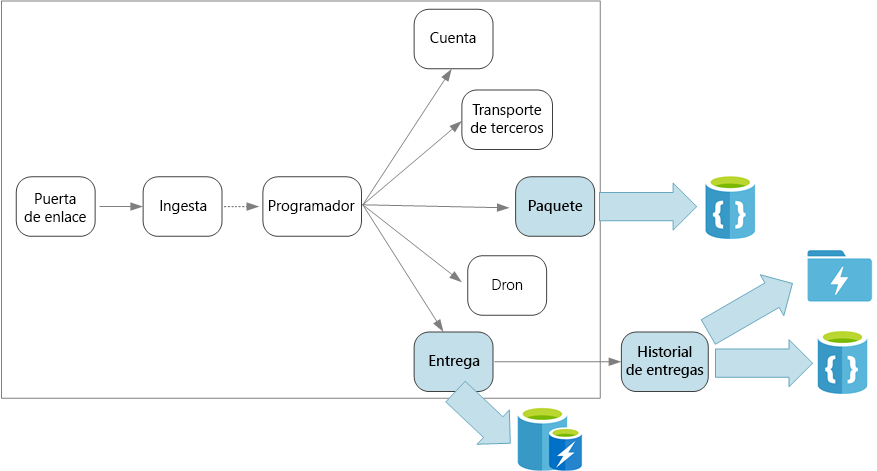 Cuenta
Transporte
de terceros
Puerta
de enlace
Ingesta
Programador
Paquete
{ }
Dron
Entrega
Historial
de entregas
{ }